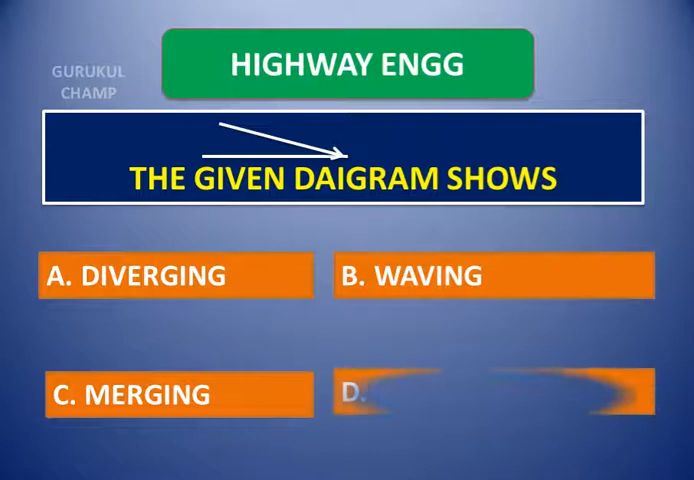 HIGHWAY ENGG
GURUKUL
CHAMP
THE GIVEN DAIGRAM SHOWS
A. DIVERGING
B. WAVING
C. MERGING
D.